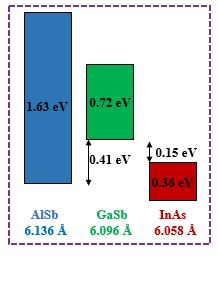 1.63 eV
0.72 eV
0.41 eV
0.15 eV
0.36 eV
AlSb GaSb InAs
6.136 Å 6.096 Å 6.058 Å